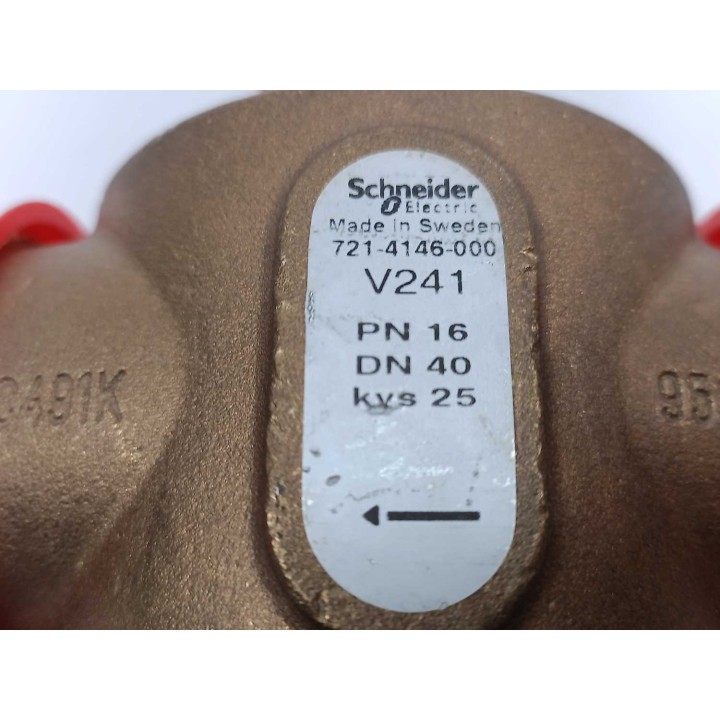 Schneider
Electric
Made in Sweden
721-4146-000
V241
PN 16
DN 40
kvs 25